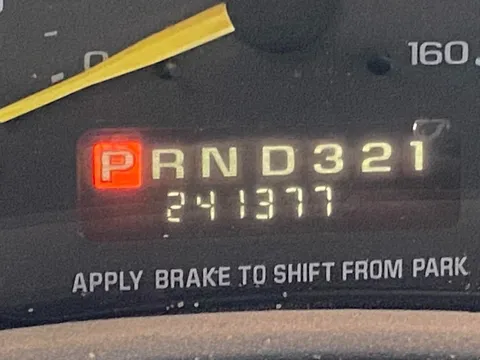 0 160
PRND321
241377
APPLY BRAKE TO SHIFT FROM PARK